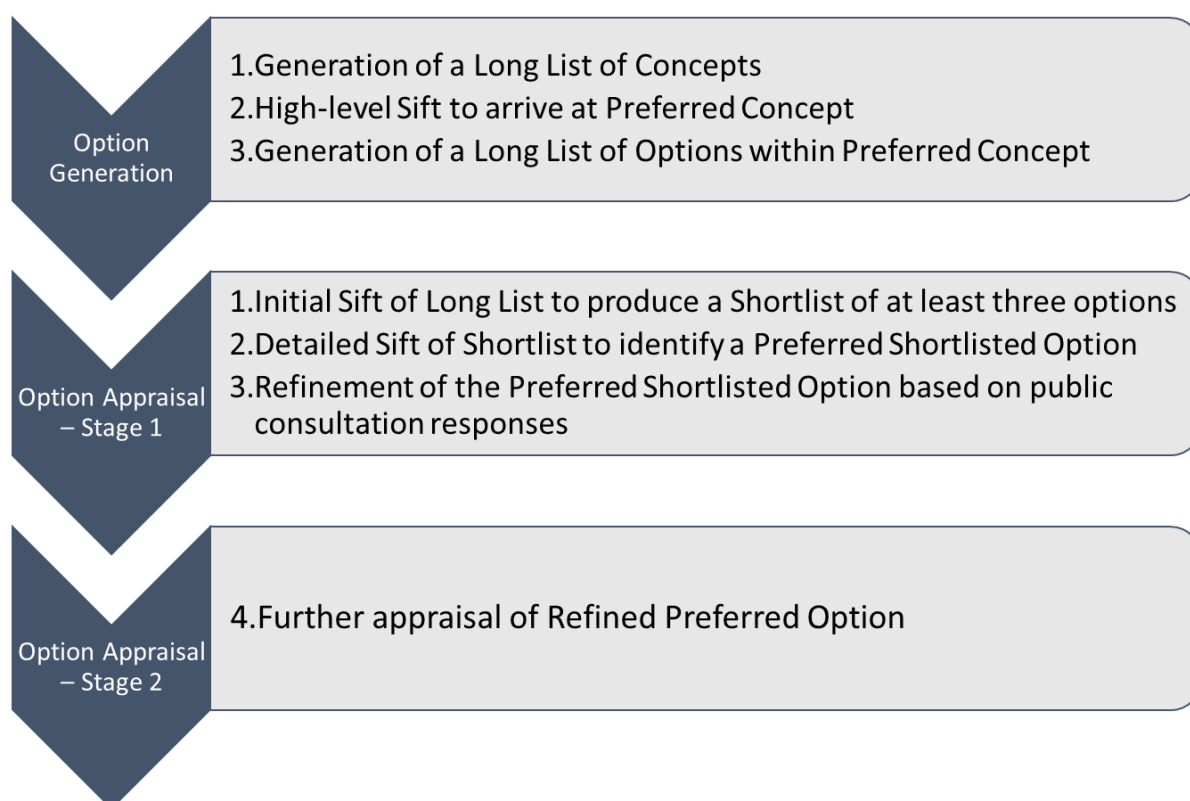 Option
Generation
1.Generation of a Long List of Concepts
2.High-level Sift to arrive at Preferred Concept
3.Generation of a Long List of Options within Preferred Concept
Option Appraisal
– Stage 1
1.Initial Sift of Long List to produce a Shortlist of at least three options
2.Detailed Sift of Shortlist to identify a Preferred Shortlisted Option
3.Refinement of the Preferred Shortlisted Option based on public
consultation responses
Option Appraisal
– Stage 2
4.Further appraisal of Refined Preferred Option